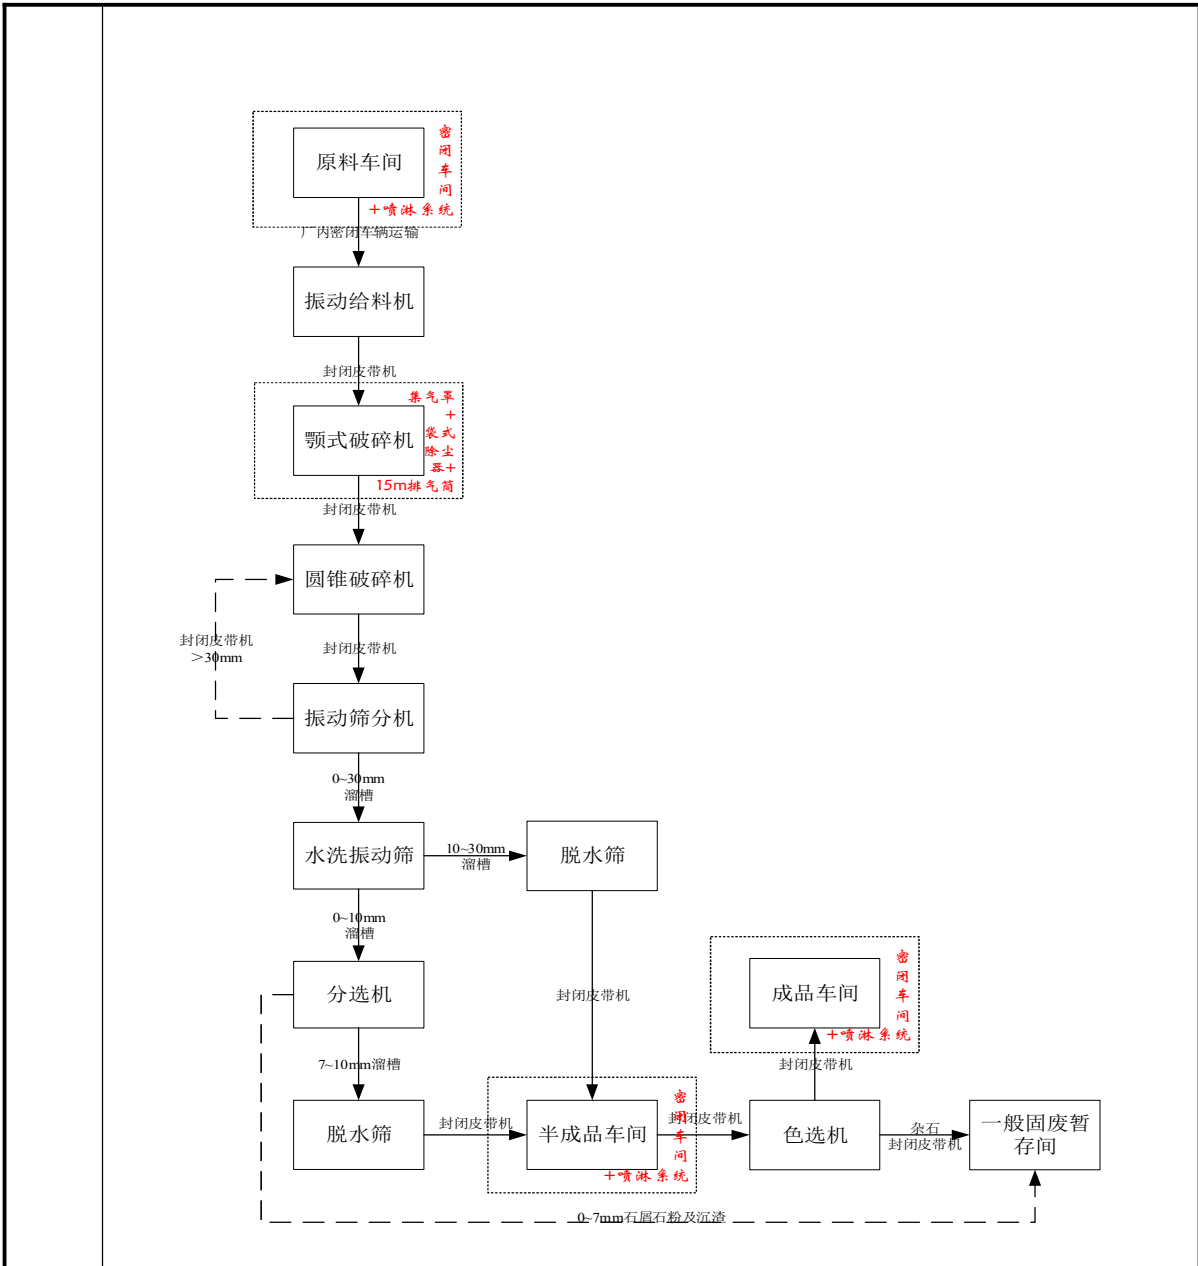 原料车间
密
闭
车
间
+喷淋系统
厂内密闭车辆运输
振动给料机
封闭皮带机
集气罩
+
袋式
除尘
器+
15m排气筒
颚式破碎机
封闭皮带机
圆锥破碎机
封闭皮带机
>30mm
封闭皮带机
振动筛分机
0~30mm
溜槽
水洗振动筛
10~30mm
溜槽
脱水筛
0~10mm
溜槽
分选机
封闭皮带机
成品车间
密
闭
车
间
+喷淋系统
7~10mm溜槽
封闭皮带机
脱水筛
封闭皮带机
半成品车间
密
闭
车
间
+喷淋系统
封闭皮带机
色选机
杂石
封闭皮带机
一般固废暂
存间
0~7mm石屑石粉及沉渣